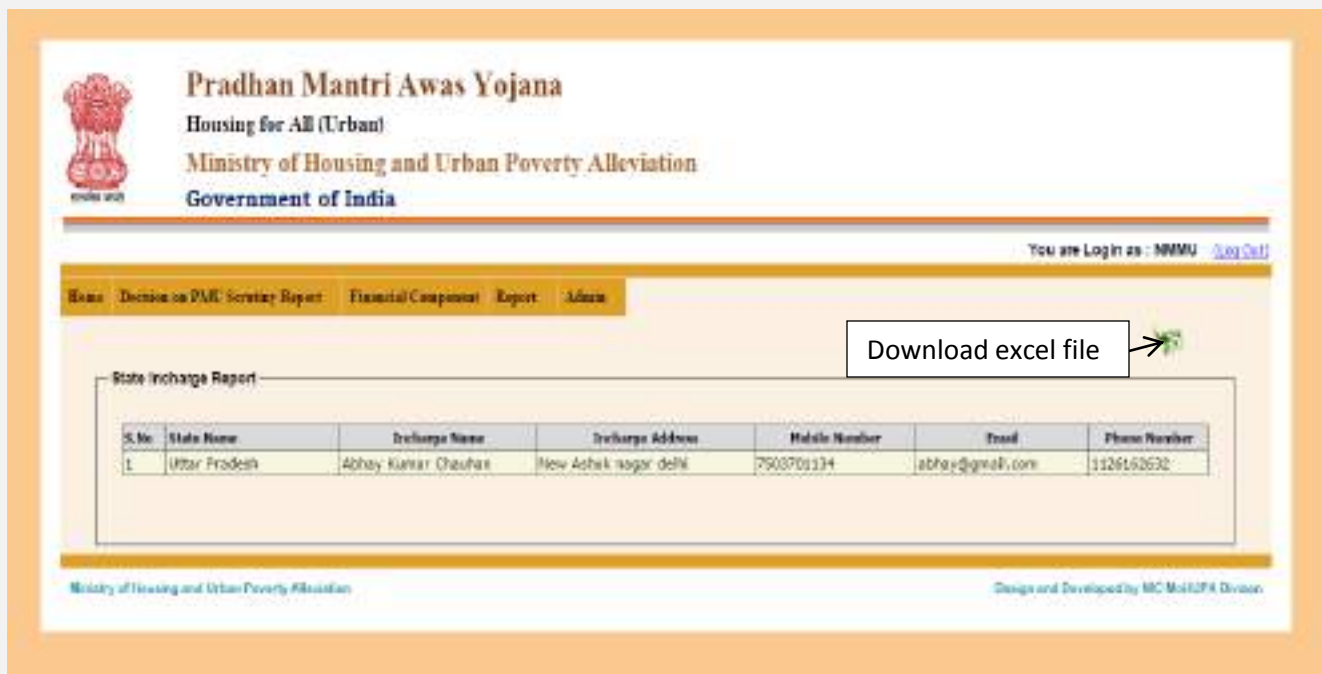 Pradhan Mantri Awas Yojana
Housing for All (Urban)
Ministry of Housing and Urban Poverty Alleviation
Government of India
You are Login as : NMMU (Log Out)
Home Decision on PMU Scrutiny Report Financial Component Report Admin
Download excel file
State Incharge Report
S.No State Name Incharge Name Incharge Address Mobile Number Email Phone Number
1 Uttar Pradesh Abhay Kumar Chauhan New Ashok nagar delhi 7503701134 abhay@gmail.com 1126162632
Ministry of Housing and Urban Poverty Alleviation Design and Developed by NIC MoHUPA Division